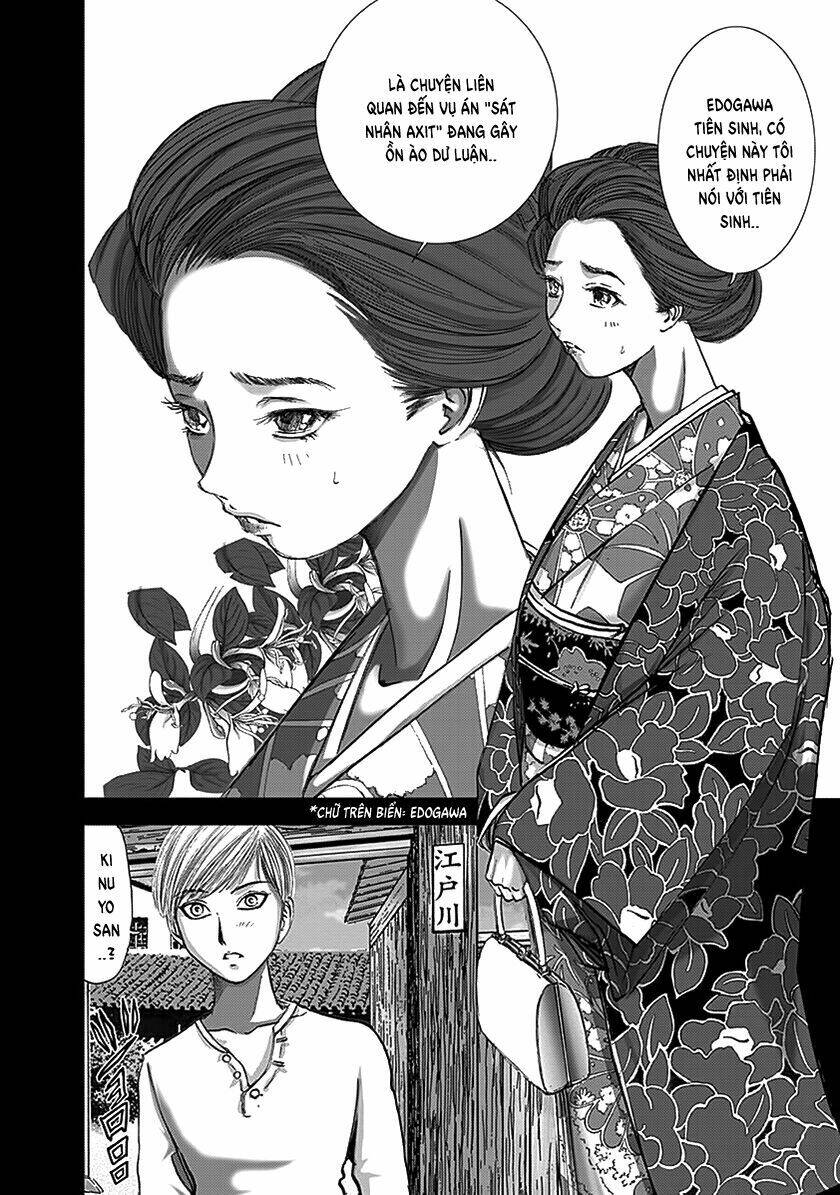 EDOGAWA
TIÊN SINH, CÓ
CHUYỆN NÀY TÔI
NHẤT ĐỊNH PHẢI
NÓI VỚI TIÊN
SINH..
LÀ CHUYỆN LIÊN
QUAN ĐẾN VỤ ÁN "SÁT
NHÂN AXIT" ĐANG GÂY
ỒN ÀO DƯ LUẬN..
*CHỮ TRÊN BIỂN: EDOGAWA
江戸川
KI
NU
YO
SAN
..?